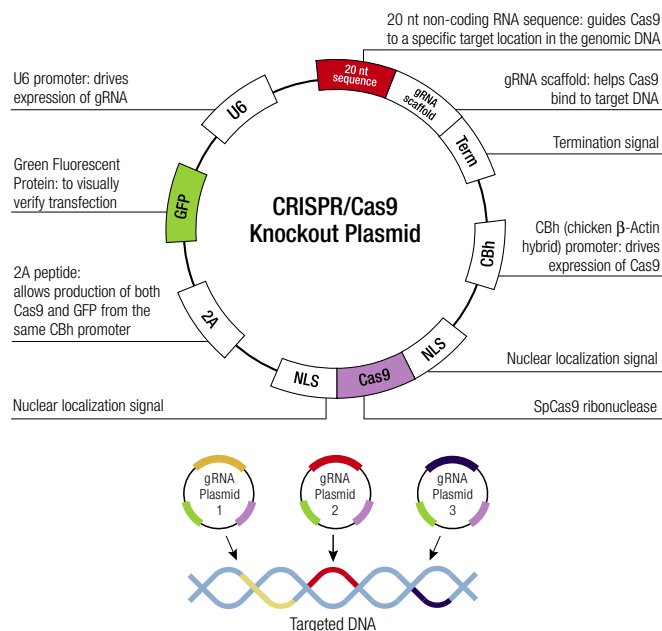 20 nt non-coding RNA sequence: guides Cas9
to a specific target location in the genomic DNA
U6 promoter: drives
expression of gRNA
20 nt
sequence
gRNA
scaffold
gRNA scaffold: helps Cas9
bind to target DNA
U6
Term
Termination signal
Green Fluorescent
Protein: to visually
verify transfection
GFP
CRISPR/Cas9
Knockout Plasmid
CBh
CBh (chicken β-Actin
hybrid) promoter: drives
expression of Cas9
2A peptide:
allows production of both
Cas9 and GFP from the
same CBh promoter
2A
NLS
Cas9
NLS
Nuclear localization signal
Nuclear localization signal
SpCas9 ribonuclease
gRNA
Plasmid
1
gRNA
Plasmid
2
gRNA
Plasmid
3
Targeted DNA